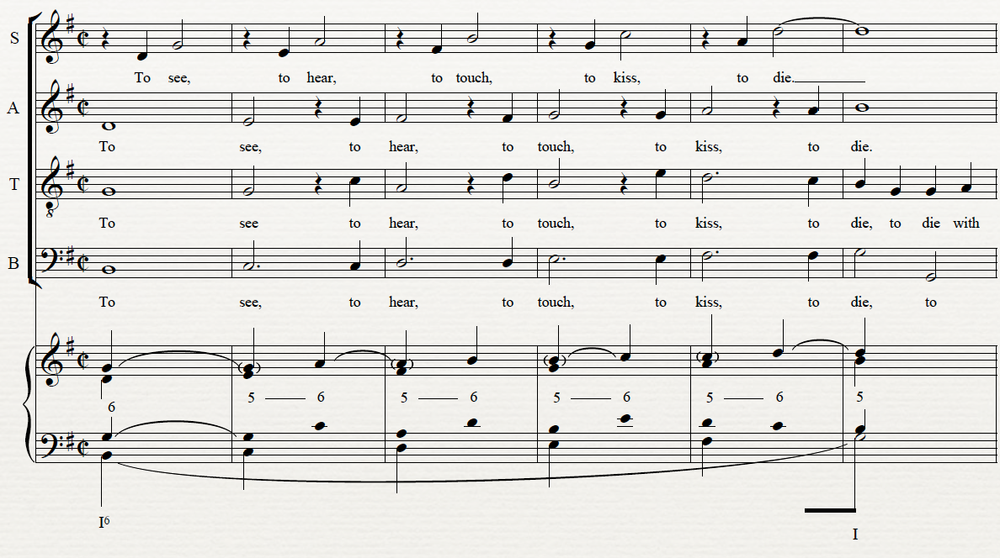 S
To see, to hear, to touch, to kiss, to die.
A
To see, to hear, to touch, to kiss, to die.
T
8
To see to hear, to touch, to kiss, to die, to die with
B
To see, to hear, to touch, to kiss, to die, to
6 5 6 5 6 5 6 5 6 5
I6 I